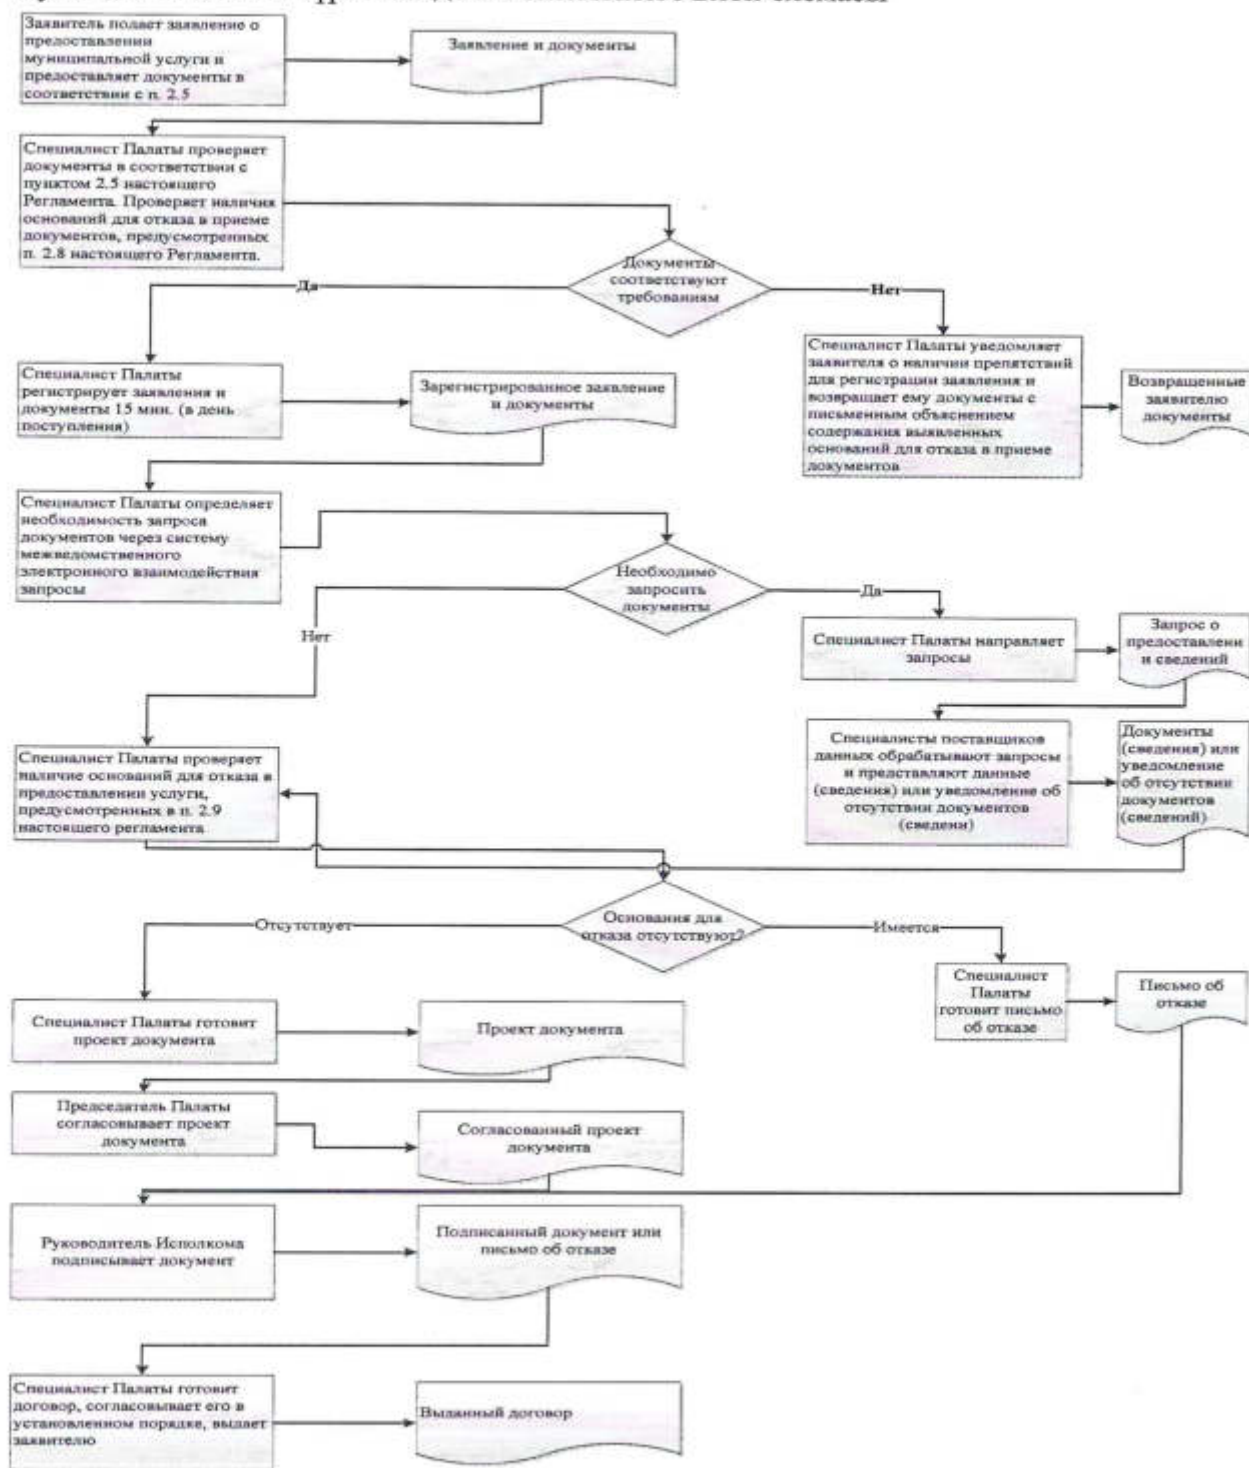 Заявитель подает заявление о
предоставлении
муниципальной услуги и
предоставляет документы в
соответствии с п. 2.5
Заявление и документы
Специалист Палаты проверяет
документы в соответствии с
пунктом 2.5 настоящего
Регламента. Проверяет наличия
оснований для отказа в приеме
документов, предусмотренных
п. 2.8 настоящего Регламента.
Документы
соответствуют
требованиям
Да
Нет
Специалист Палаты
регистрирует заявления и
документы 15 мин. (в день
поступления)
Зарегистрированное заявление
и документы
Специалист Палаты уведомляет
заявителя о наличии препятствий
для регистрации заявления и
возвращает ему документы с
письменным объяснением
содержания выявленных
оснований для отказа в приеме
документов
Возвращенные
заявителю
документы
Специалист Палаты определяет
необходимость запроса
документов через систему
межведомственного
электронного взаимодействия
запросы
Необходимо
запросить
документы
Да
Нет
Специалист Палаты направляет
запросы
Запрос о
предоставлени
и сведений
Специалист Палаты проверяет
наличие оснований для отказа в
предоставлении услуги,
предусмотренных в п. 2.9
настоящего регламента
Специалисты поставщиков
данных обрабатывают запросы
и представляют данные
(сведения) или уведомление об
отсутствии документов
(сведени)
Документы
(сведения) или
уведомление
об отсутствии
документов
(сведений)
Основания для
отказа отсутствуют?
Отсутствует
Имеется
Специалист
Палаты
готовит письмо
об отказе
Письмо об
отказе
Специалист Палаты готовит
проект документа
Проект документа
Председатель Палаты
согласовывает проект
документа
Согласованный проект
документа
Руководитель Исполкома
подписывает документ
Подписанный документ или
письмо об отказе
Специалист Палаты готовит
договор, согласовывает его в
установленном порядке, выдает
заявителю
Выданный договор